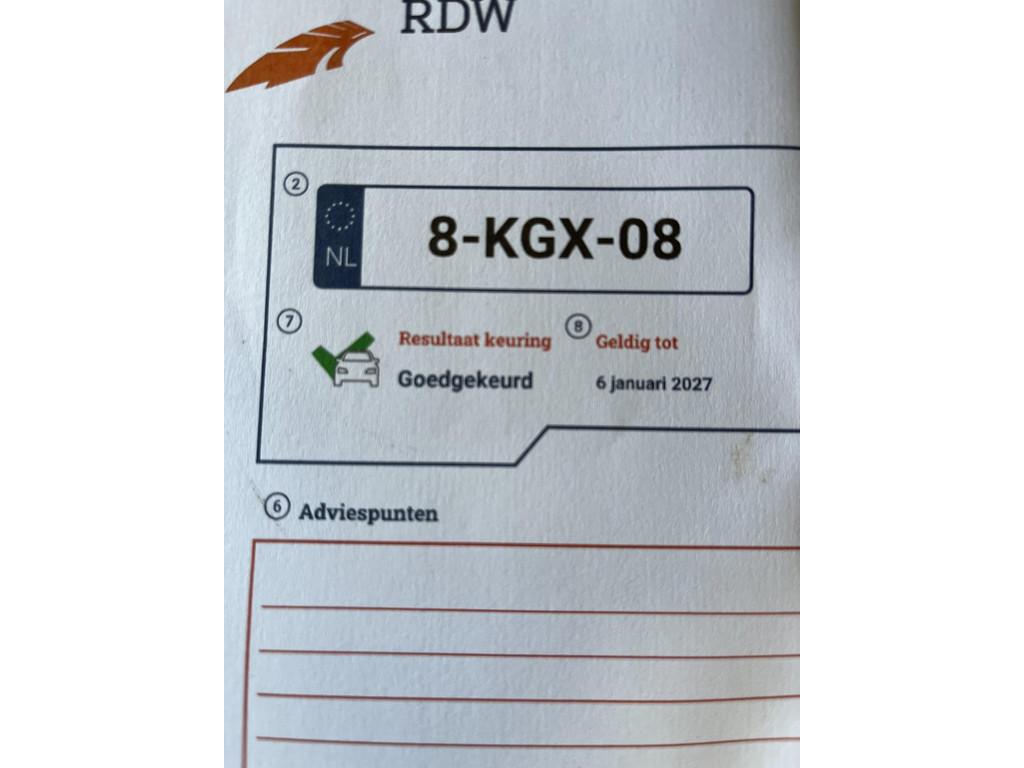 RDW
2
NL
8-KGX-08
7
Resultaat keuring
8
Geldig tot
Goedgekeurd
6 januari 2027
6 Adviespunten